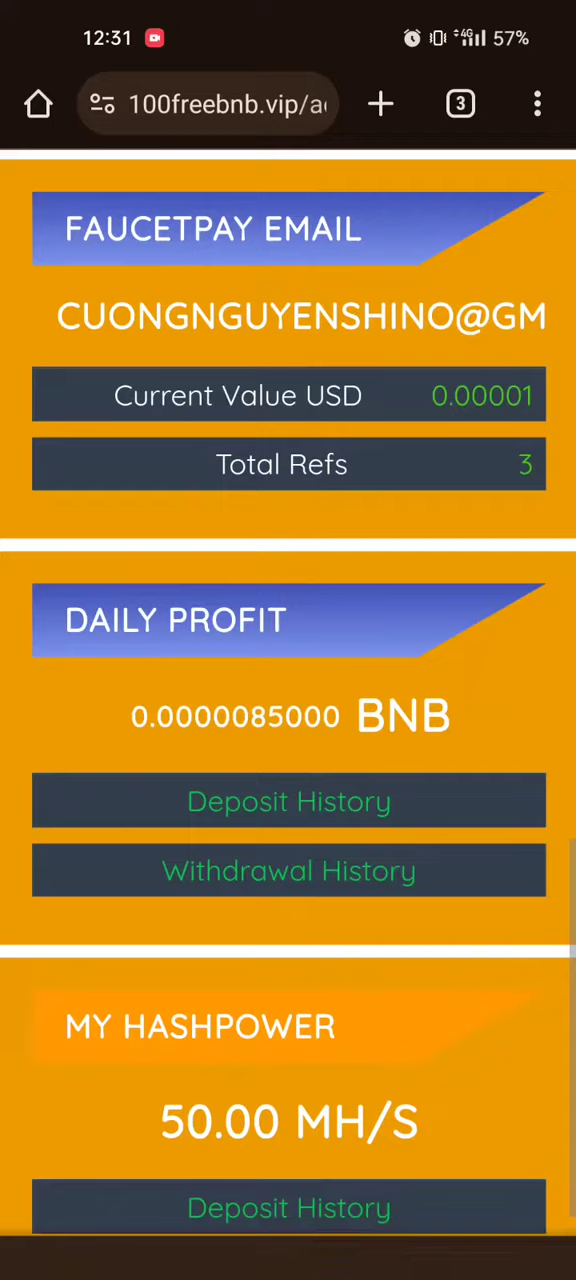 12:31 4G 57%
100freebnb.vip/a
3
FAUCETPAY EMAIL
CUONGNGUYENSHINO@GM
Current Value USD 0.00001
Total Refs 3
DAILY PROFIT
0.0000085000 BNB
Deposit History
Withdrawal History
MY HASHPOWER
50.00 MH/S
Deposit History